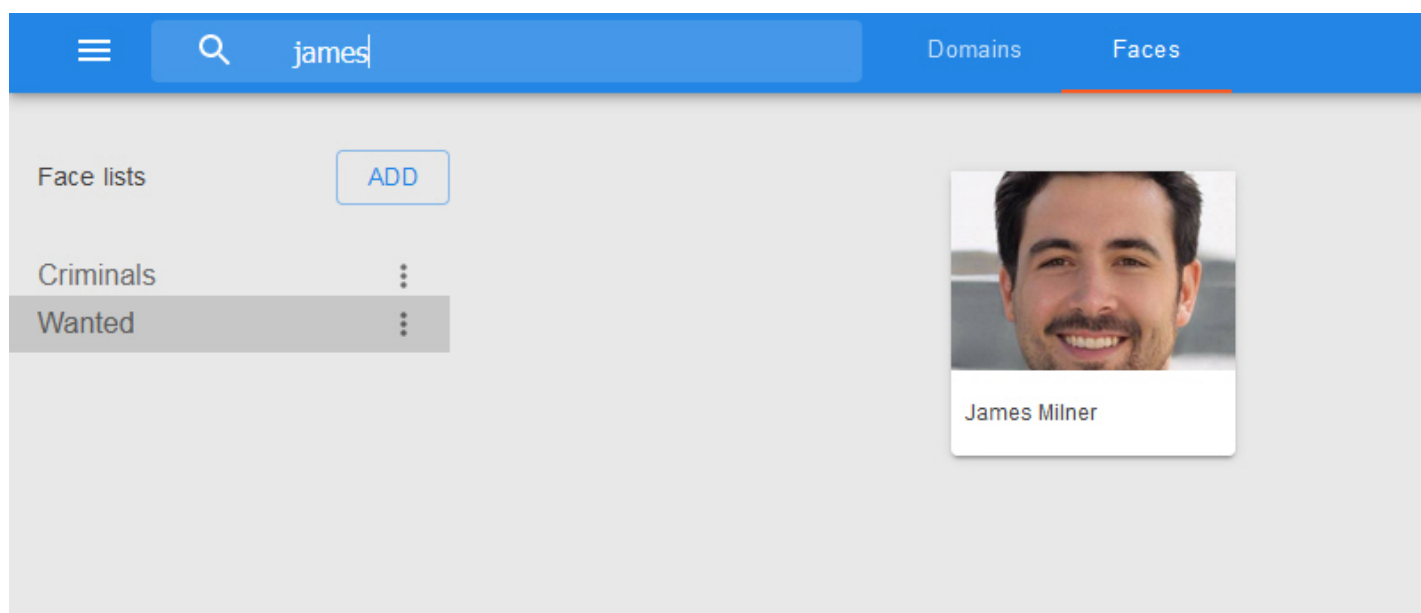 james
Domains
Faces
Face lists
ADD
Criminals
Wanted
James Milner